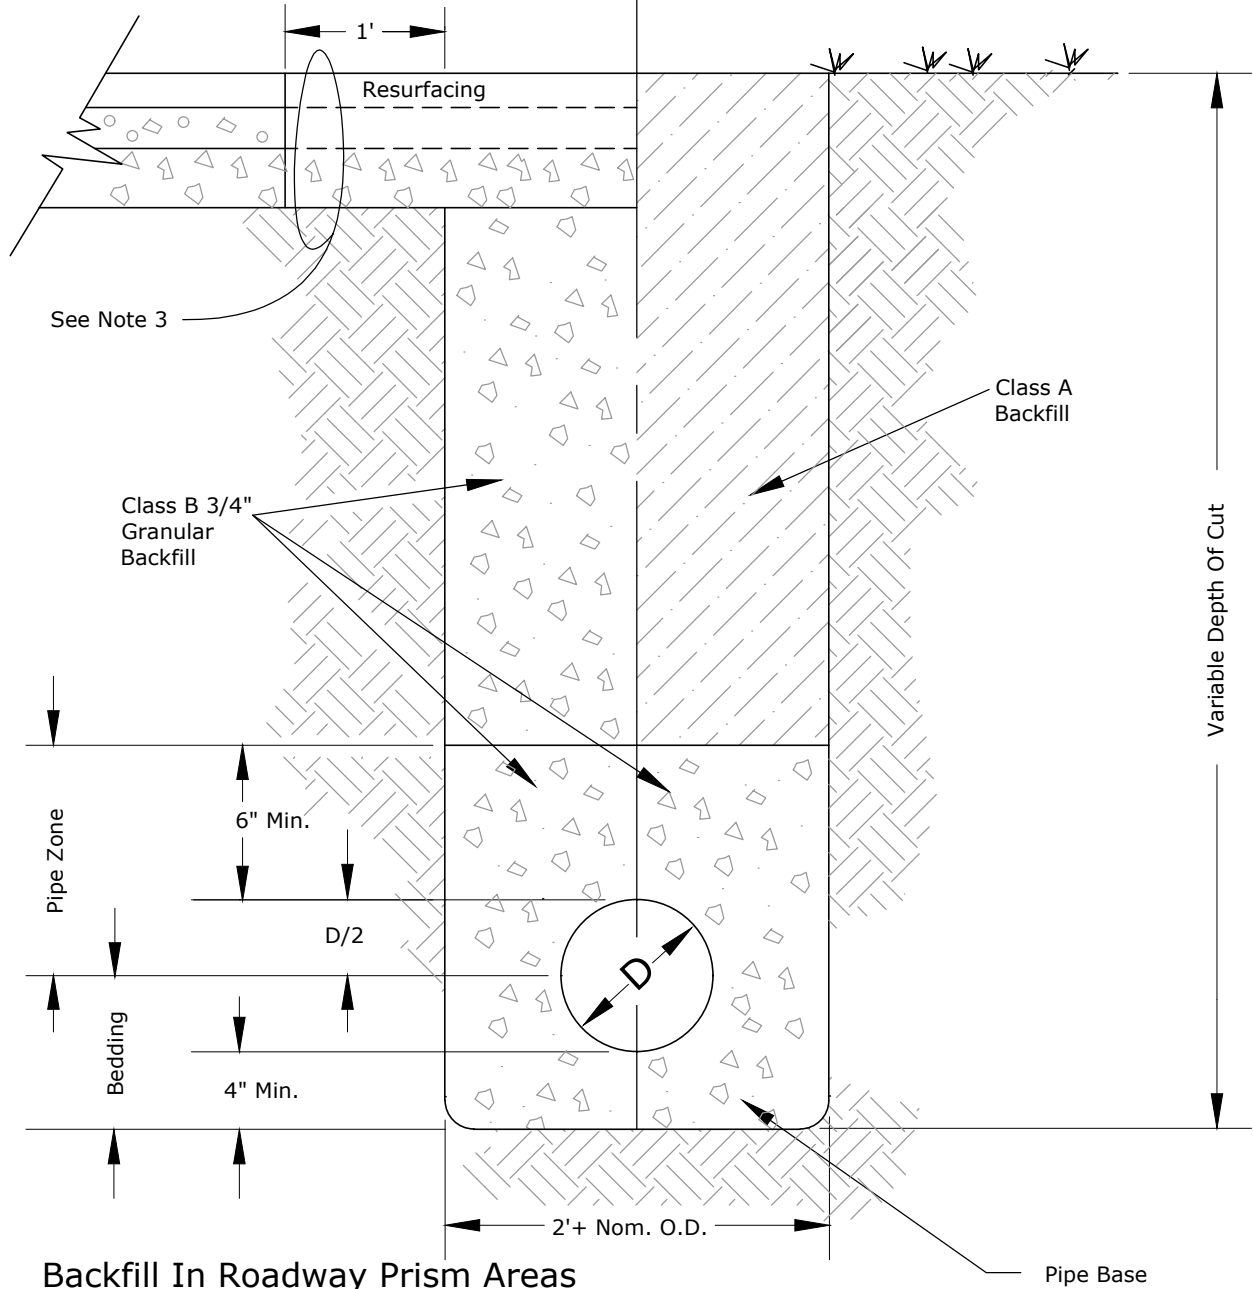 1'
Resurfacing
See Note 3
Class A
Backfill
Class B 3/4"
Granular
Backfill
Variable Depth Of Cut
6" Min.
Pipe Zone
D/2
D
Bedding
4" Min.
2'+ Nom. O.D.
Backfill In Roadway Prism Areas
Pipe Base